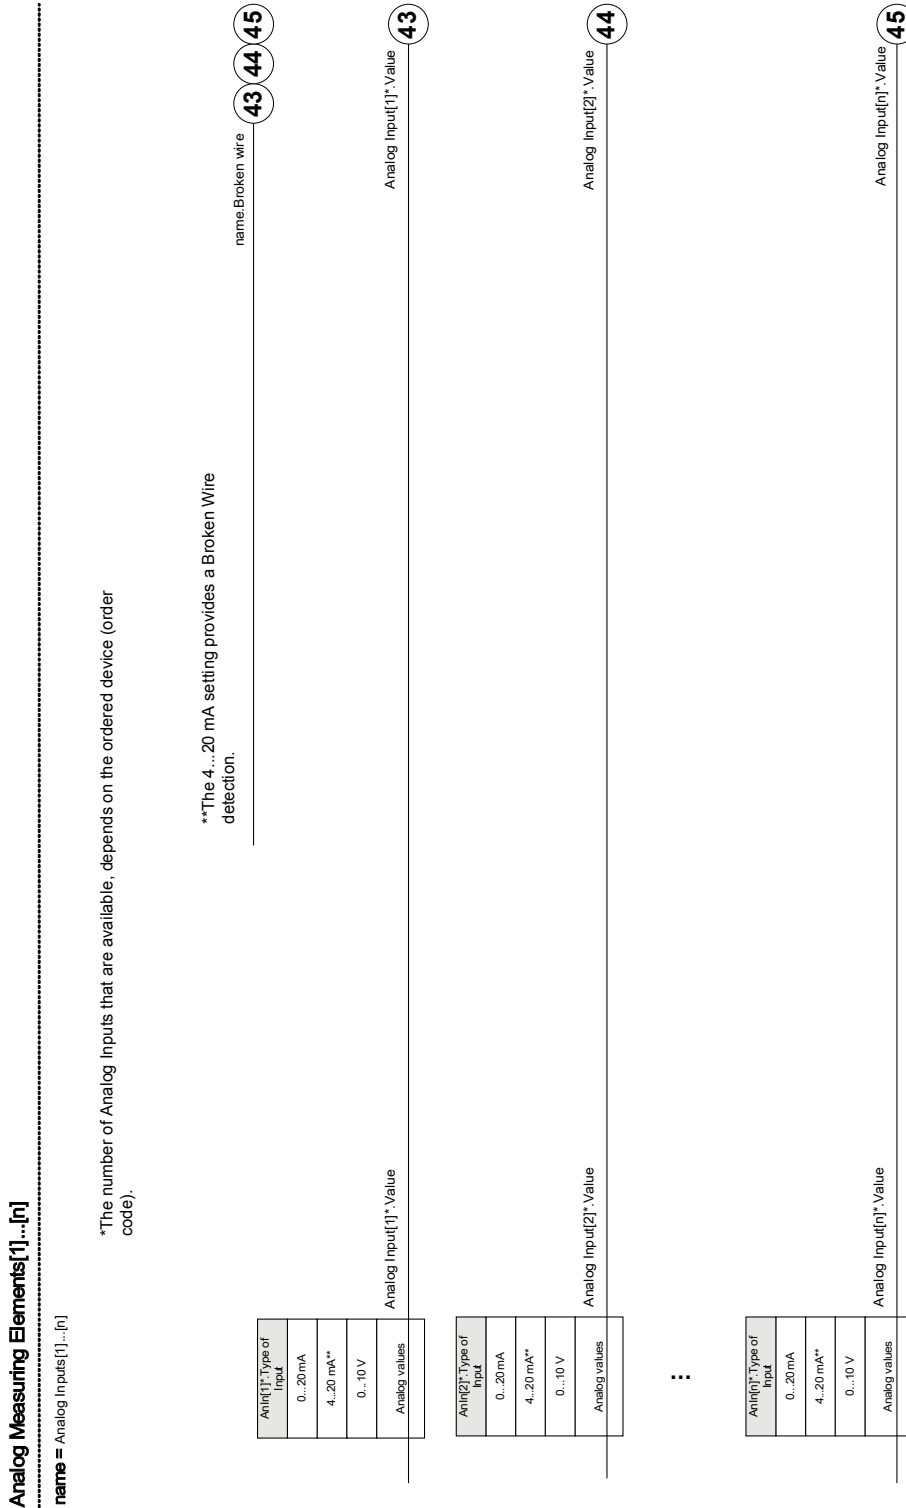 Analog Measuring Elements[1]...[n]
name = Analog Inputs[1]...[n]
*The number of Analog Inputs that are available, depends on the ordered device (order
code).
**The 4...20 mA setting provides a Broken Wire
detection.
name.Broken wire
43 44 45
AnIn[1]*.Type of
Input
0...20 mA
4...20 mA**
0...10 V
Analog values
Analog Input[1]*.Value
Analog Input[1]*.Value
43
AnIn[2]*.Type of
Input
0...20 mA
4...20 mA**
0...10 V
Analog values
Analog Input[2]*.Value
Analog Input[2]*.Value
44
...
AnIn[n]*.Type of
Input
0...20 mA
4...20 mA**
0...10 V
Analog values
Analog Input[n]*.Value
Analog Input[n]*.Value
45